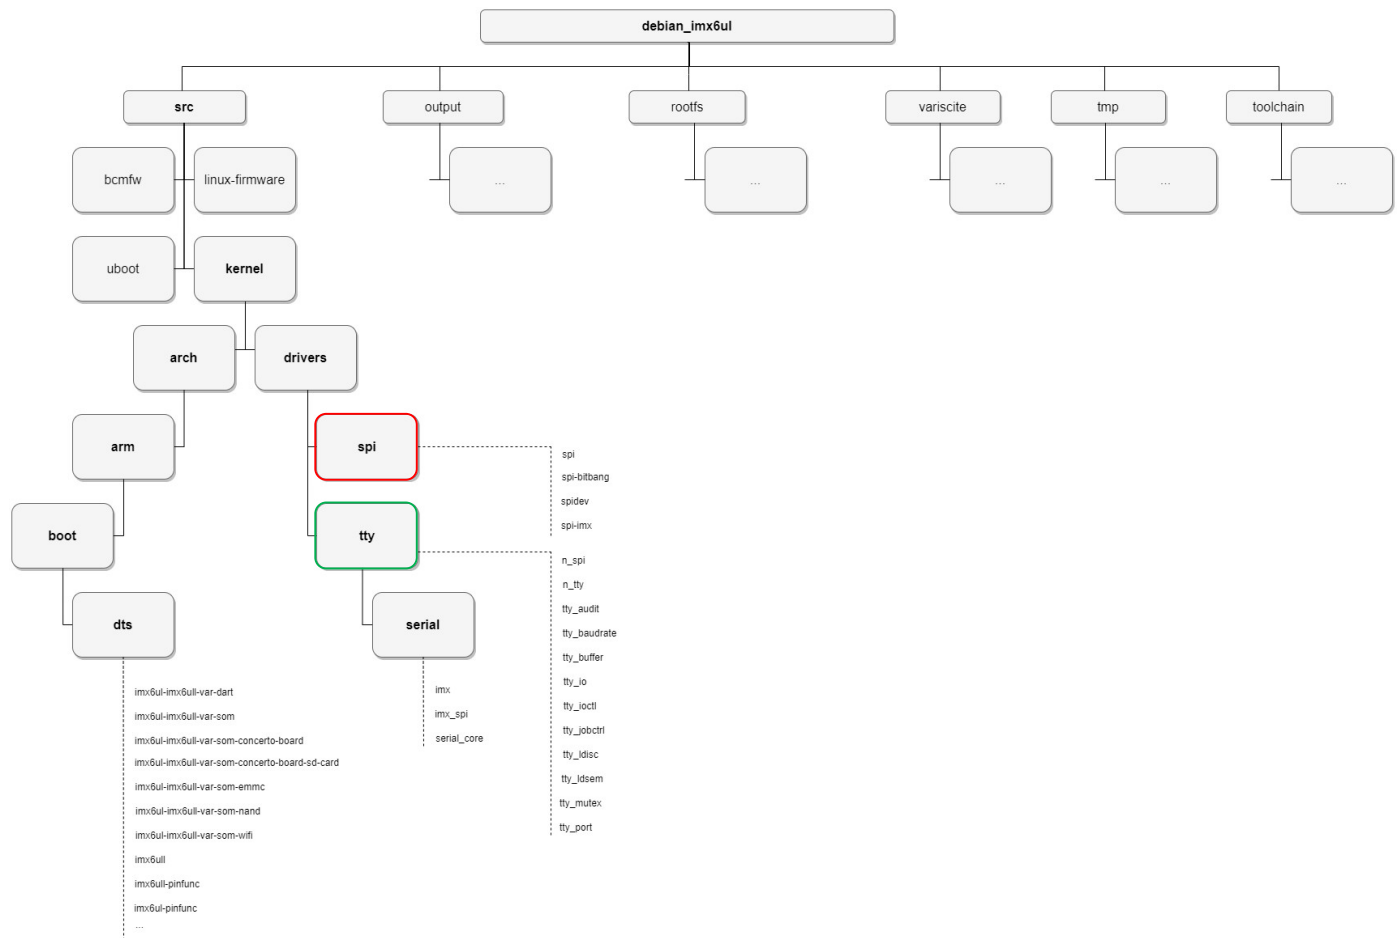 debian_imx6ul
src
output
rootfs
variscite
tmp
toolchain
bcmfw
linux-firmware
...
...
...
...
...
uboot
kernel
arch
drivers
arm
spi
spi
spi-bitbang
spidev
spi-imx
boot
tty
n_spi
n_tty
tty_audit
tty_baudrate
tty_buffer
tty_io
tty_ioctl
tty_jobctrl
tty_ldisc
tty_ldsem
tty_mutex
tty_port
dts
serial
imx6ul-imx6ull-var-dart
imx6ul-imx6ull-var-som
imx6ul-imx6ull-var-som-concerto-board
imx6ul-imx6ull-var-som-concerto-board-sd-card
imx6ul-imx6ull-var-som-emmc
imx6ul-imx6ull-var-som-nand
imx6ul-imx6ull-var-som-wifi
imx6ull
imx6ull-pinfunc
imx6ul-pinfunc
...
imx
imx_spi
serial_core